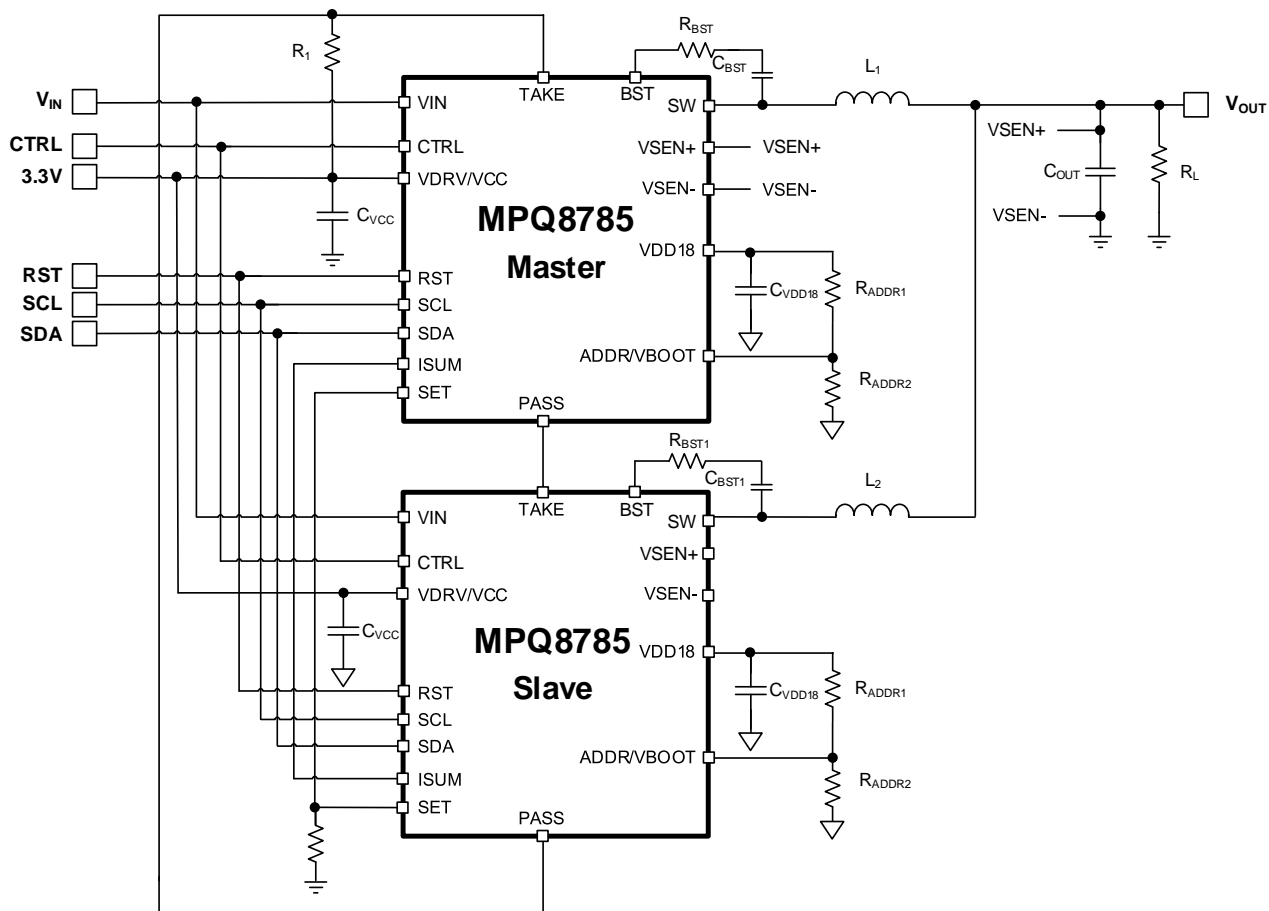 R1
RBST
CBST
L1
VIN
CTRL
3.3V
RST
SCL
SDA
VOUT
TAKE
BST
VIN
CTRL
VDRV/VCC
CVCC
RST
SCL
SDA
ISUM
SET
PASS
MPQ8785
Master
SW
VSEN+
VSEN+
VSEN-
VSEN-
VDD18
CVDD18
RADDR1
ADDR/VBOOT
RADDR2
VSEN+
COUT
VSEN-
RL
RBST1
CBST1
L2
TAKE
BST
VIN
CTRL
VDRV/VCC
CVCC
RST
SCL
SDA
ISUM
SET
PASS
MPQ8785
Slave
SW
VSEN+
VSEN-
VDD18
CVDD18
RADDR1
ADDR/VBOOT
RADDR2